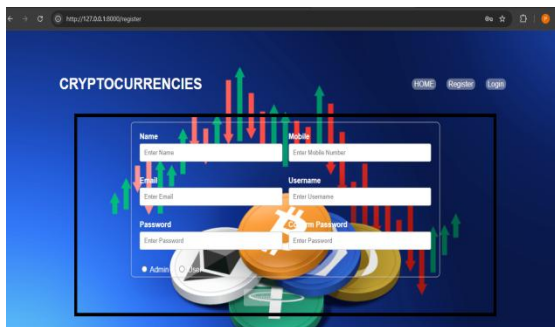 http://127.0.0.1:8000/register
CRYPTOCURRENCIES
HOME Register Login
Name Mobile
Enter Name Enter Mobile Number
Email Username
Enter Email Enter Username
Password Confirm Password
Enter Password Enter Password
Admin User